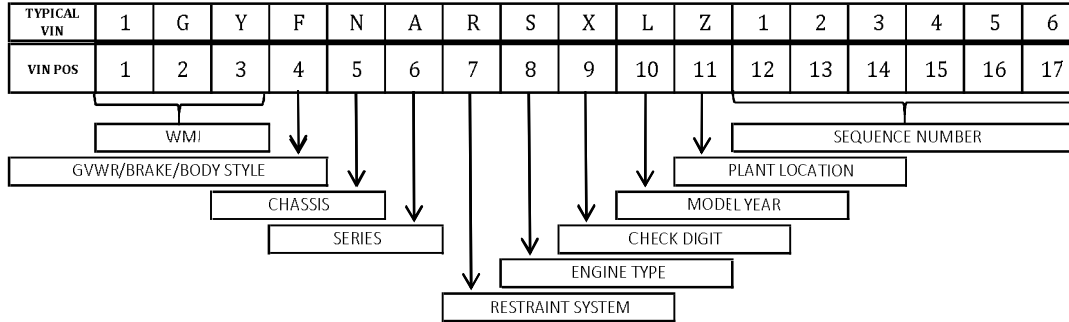 TYPICAL VIN 1 G Y F N A R S X L Z 1 2 3 4 5 6
VIN POS 1 2 3 4 5 6 7 8 9 10 11 12 13 14 15 16 17
WMI SEQUENCE NUMBER
GVWR/BRAKE/BODY STYLE PLANT LOCATION
CHASSIS MODEL YEAR
SERIES CHECK DIGIT
ENGINE TYPE
RESTRAINT SYSTEM